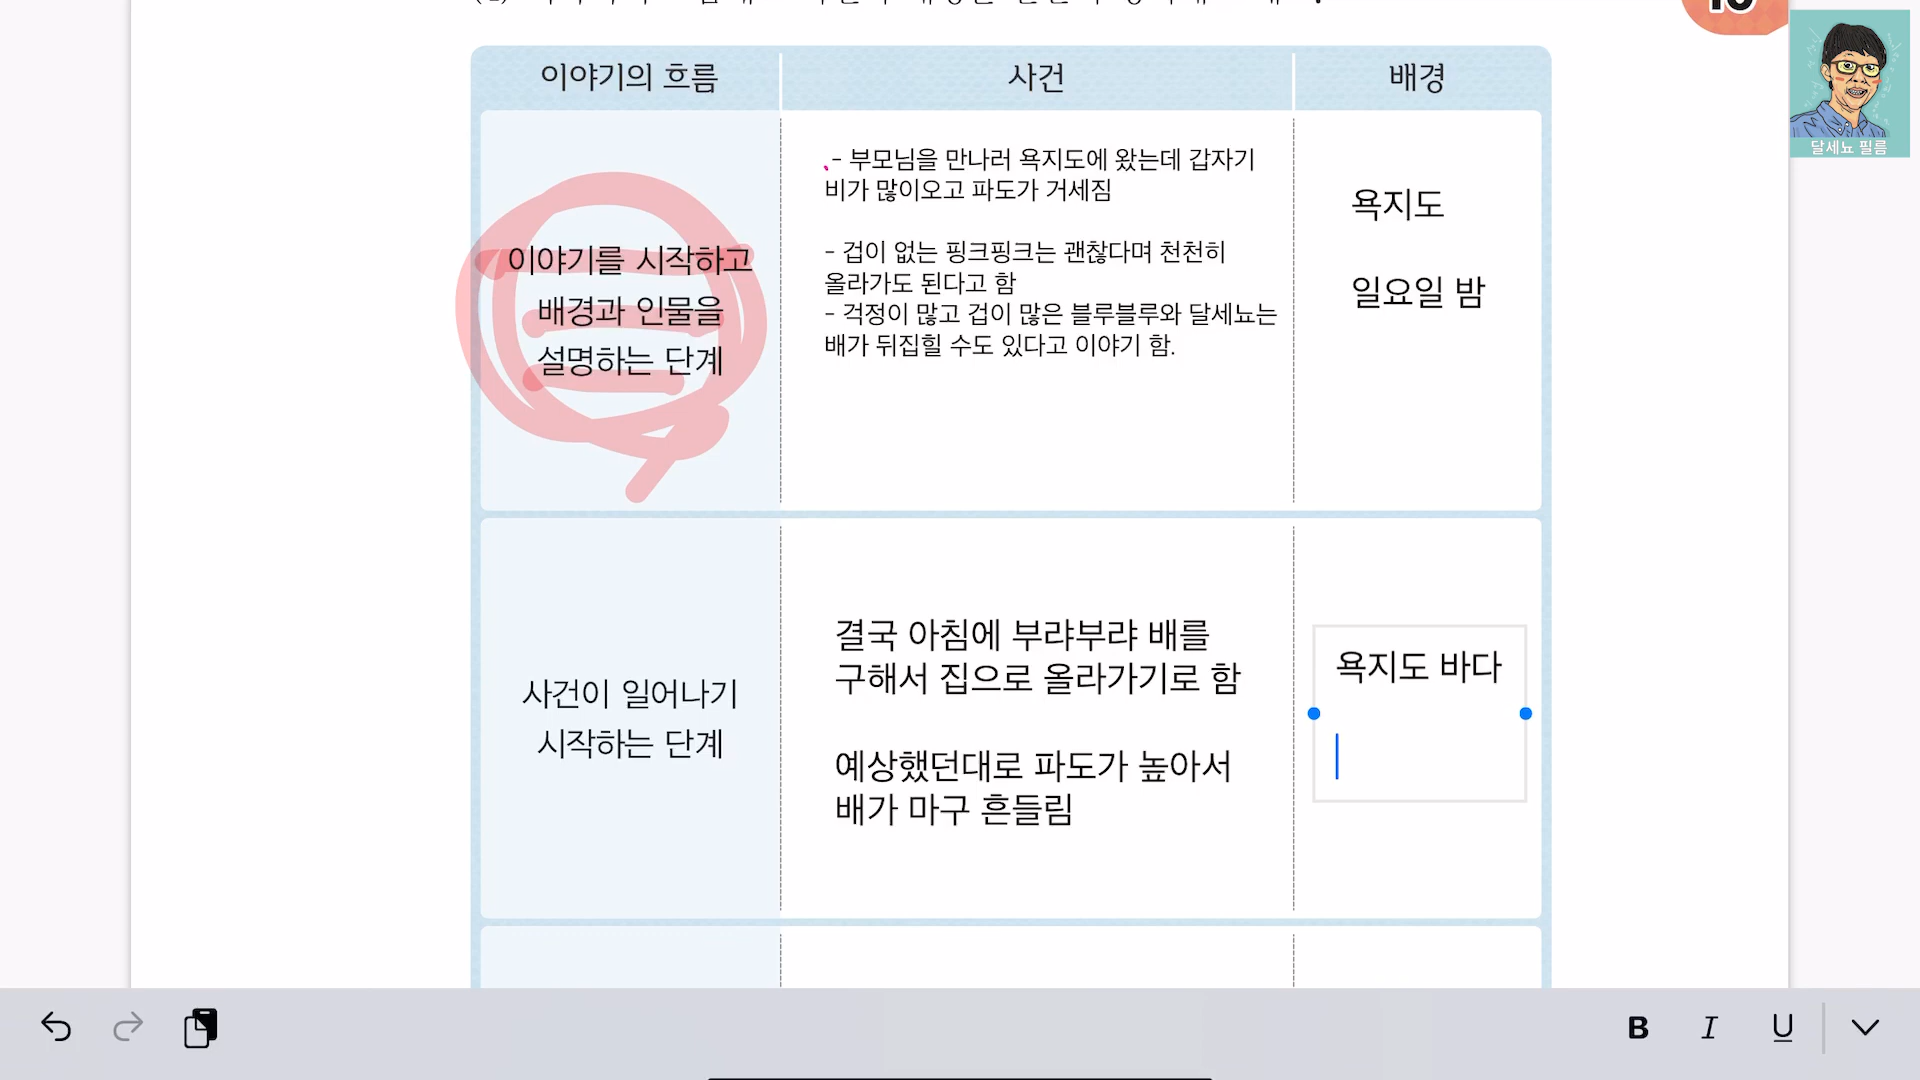 이야기의 흐름
사건
배경
이야기를 시작하고
배경과 인물을
설명하는 단계
- 부모님을 만나러 욕지도에 왔는데 갑자기
비가 많이오고 파도가 거세짐
- 겁이 없는 핑크핑크는 괜찮다며 천천히
올라가도 된다고 함
- 걱정이 많고 겁이 많은 블루블루와 달세뇨는
배가 뒤집힐 수도 있다고 이야기 함.
욕지도
일요일 밤
사건이 일어나기
시작하는 단계
결국 아침에 부랴부랴 배를
구해서 집으로 올라가기로 함
예상했던대로 파도가 높아서
배가 마구 흔들림
욕지도 바다
달세뇨 필름
B I U